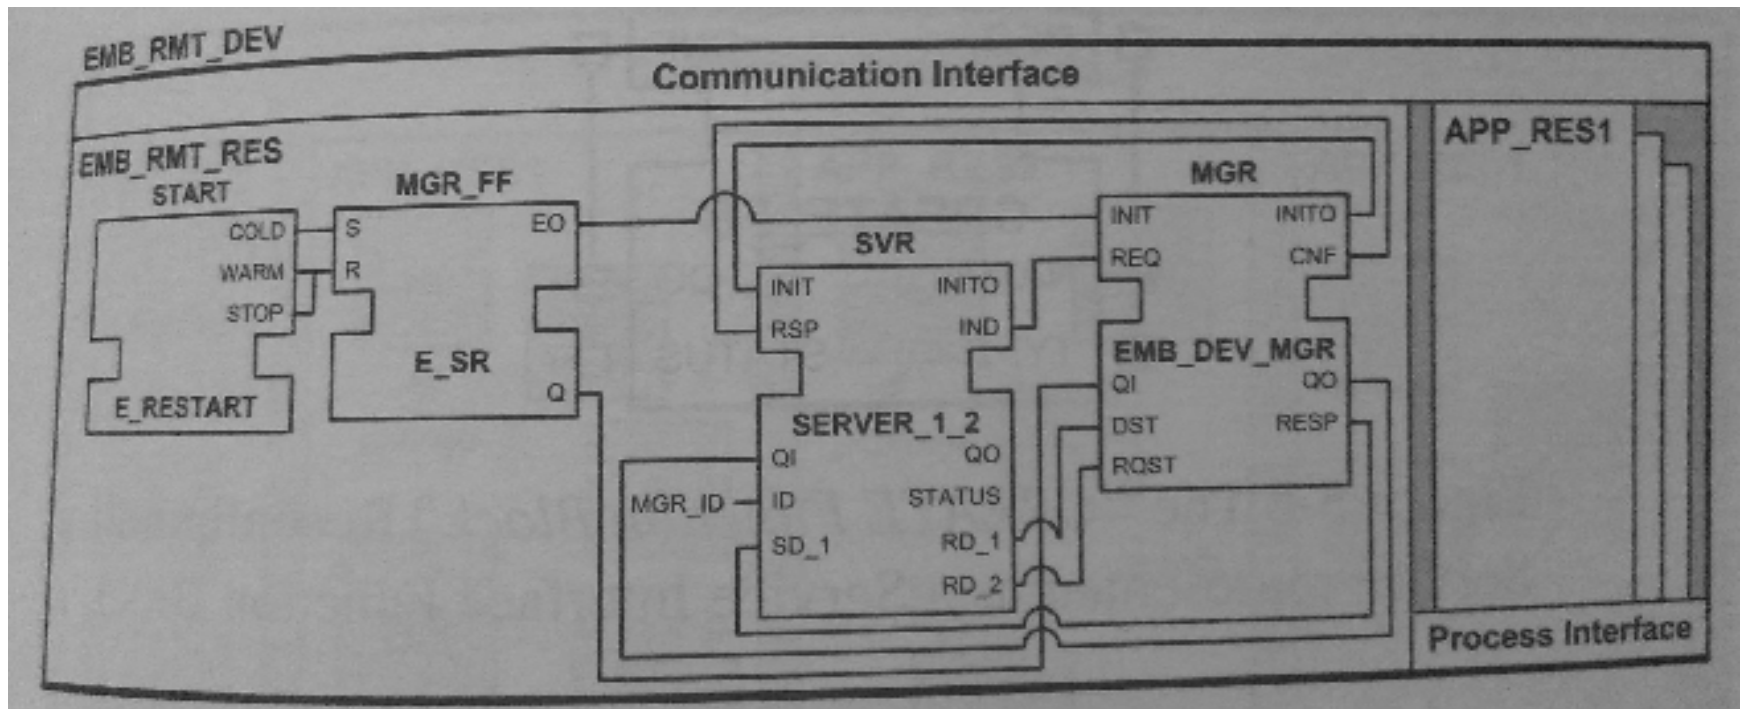 EMB_RMT_DEV
Communication Interface
EMB_RMT_RES
START
COLD
WARM
STOP
E_RESTART
MGR_FF
S
EO
R
E_SR
Q
SVR
INIT
INITO
RSP
IND
SERVER_1_2
QI
QO
MGR_ID
ID
STATUS
SD_1
RD_1
RD_2
MGR
INIT
INITO
REQ
CNF
EMB_DEV_MGR
QI
QO
DST
RESP
RQST
APP_RES1
Process Interface